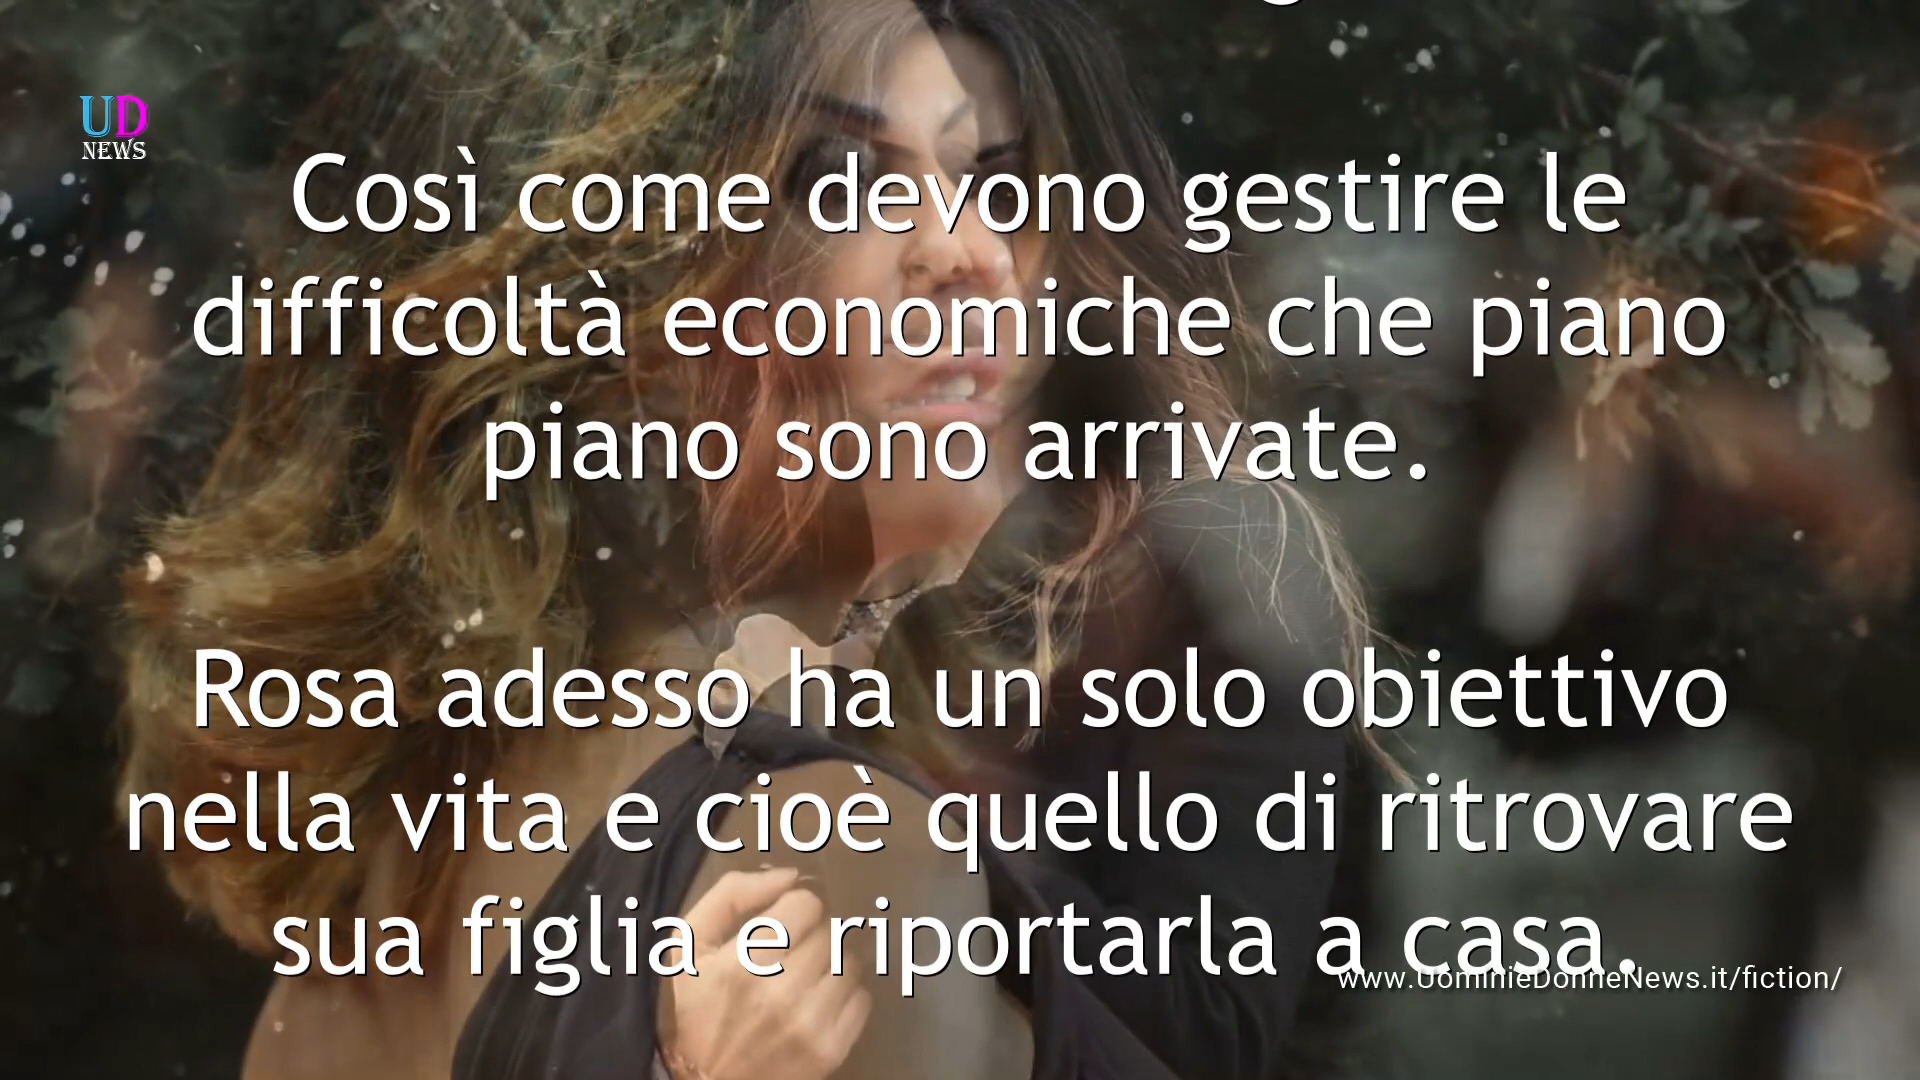 UD
NEWS
Così come devono gestire le
difficoltà economiche che piano
piano sono arrivate.
Rosa adesso ha un solo obiettivo
nella vita e cioè quello di ritrovare
sua figlia e riportarla a casa.
www.UominieDonneNews.it/fiction/